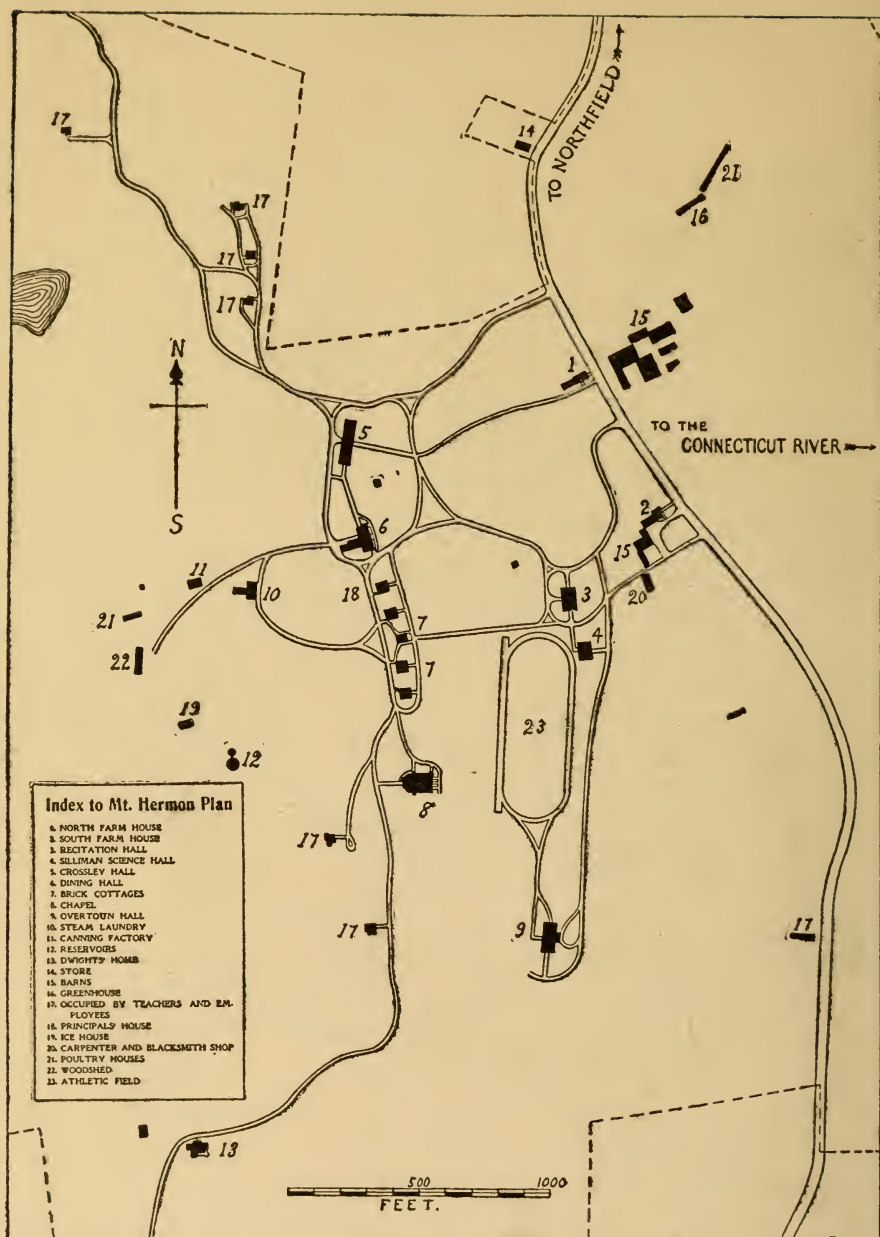 17
14
TO NORTHFIELD
21
17
16
17
17
15
N
1
TO THE
CONNECTICUT RIVER
5
S
2
6
15
11
18
10
3
20
21
7
4
22
7
19
23
12
8
Index to Mt. Hermon Plan
1. NORTH FARM HOUSE
2. SOUTH FARM HOUSE
3. RECITATION HALL
4. SILLIMAN SCIENCE HALL
5. CROSSLEY HALL
6. DINING HALL
7. BRICK COTTAGES
8. CHAPEL
9. OVERTOUN HALL
10. STEAM LAUNDRY
11. CANNING FACTORY
12. RESERVOIRS
13. DWIGHTS' HOME
14. STORE
15. BARNS
16. GREENHOUSE
17. OCCUPIED BY TEACHERS AND EM-
PLOYEES
18. PRINCIPALS' HOUSE
19. ICE HOUSE
20. CARPENTER AND BLACKSMITH SHOP
21. POULTRY HOUSES
22. WOODSHED
23. ATHLETIC FIELD
17
17
9
17
13
500
1000
FEET.